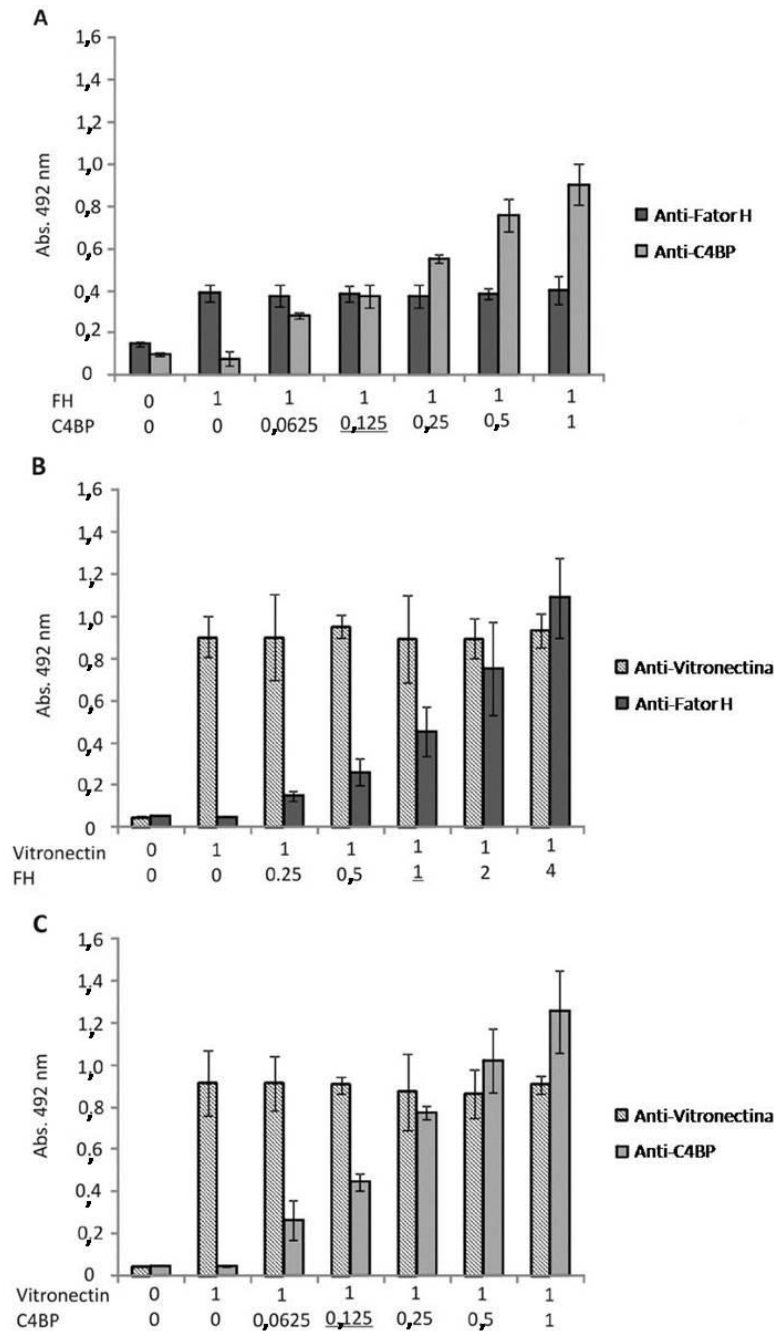 A
1,6
1,4
1,2
1,0
0,8
0,6
0,4
0,2
0
Abs. 492 nm
Anti-Fator H
Anti-C4BP
FH 0 1 1 1 1 1 1
C4BP 0 0 0,0625 0,125 0,25 0,5 1
B
1,6
1,4
1,2
1,0
0,8
0,6
0,4
0,2
0
Abs. 492 nm
Anti-Vitronectina
Anti-Fator H
Vitronectin 0 1 1 1 1 1 1
FH 0 0 0.25 0,5 1 2 4
C
1,6
1,4
1,2
1,0
0,8
0,6
0,4
0,2
0
Abs. 492 nm
Anti-Vitronectina
Anti-C4BP
Vitronectin 0 1 1 1 1 1 1
C4BP 0 0 0,0625 0,125 0,25 0,5 1